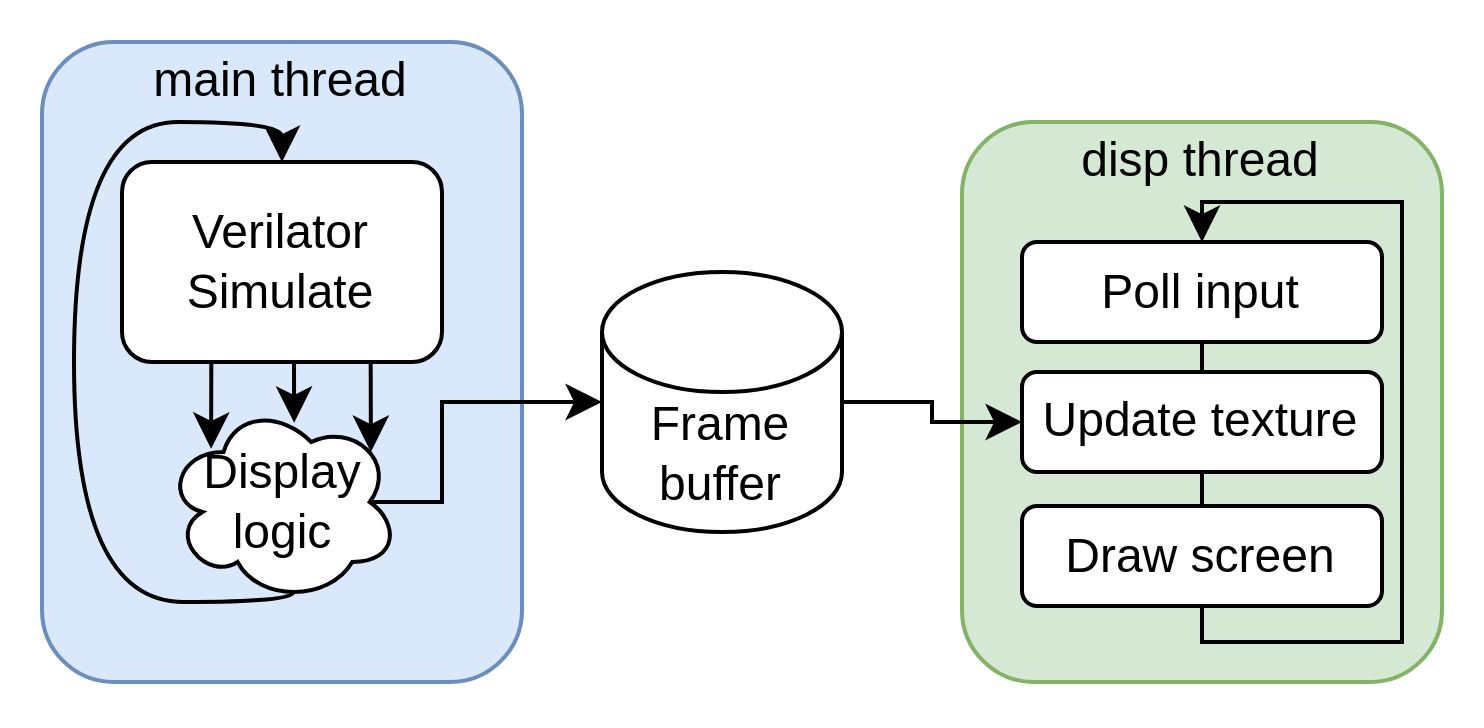 main thread
Verilator
Simulate
Display
logic
Frame
buffer
disp thread
Poll input
Update texture
Draw screen